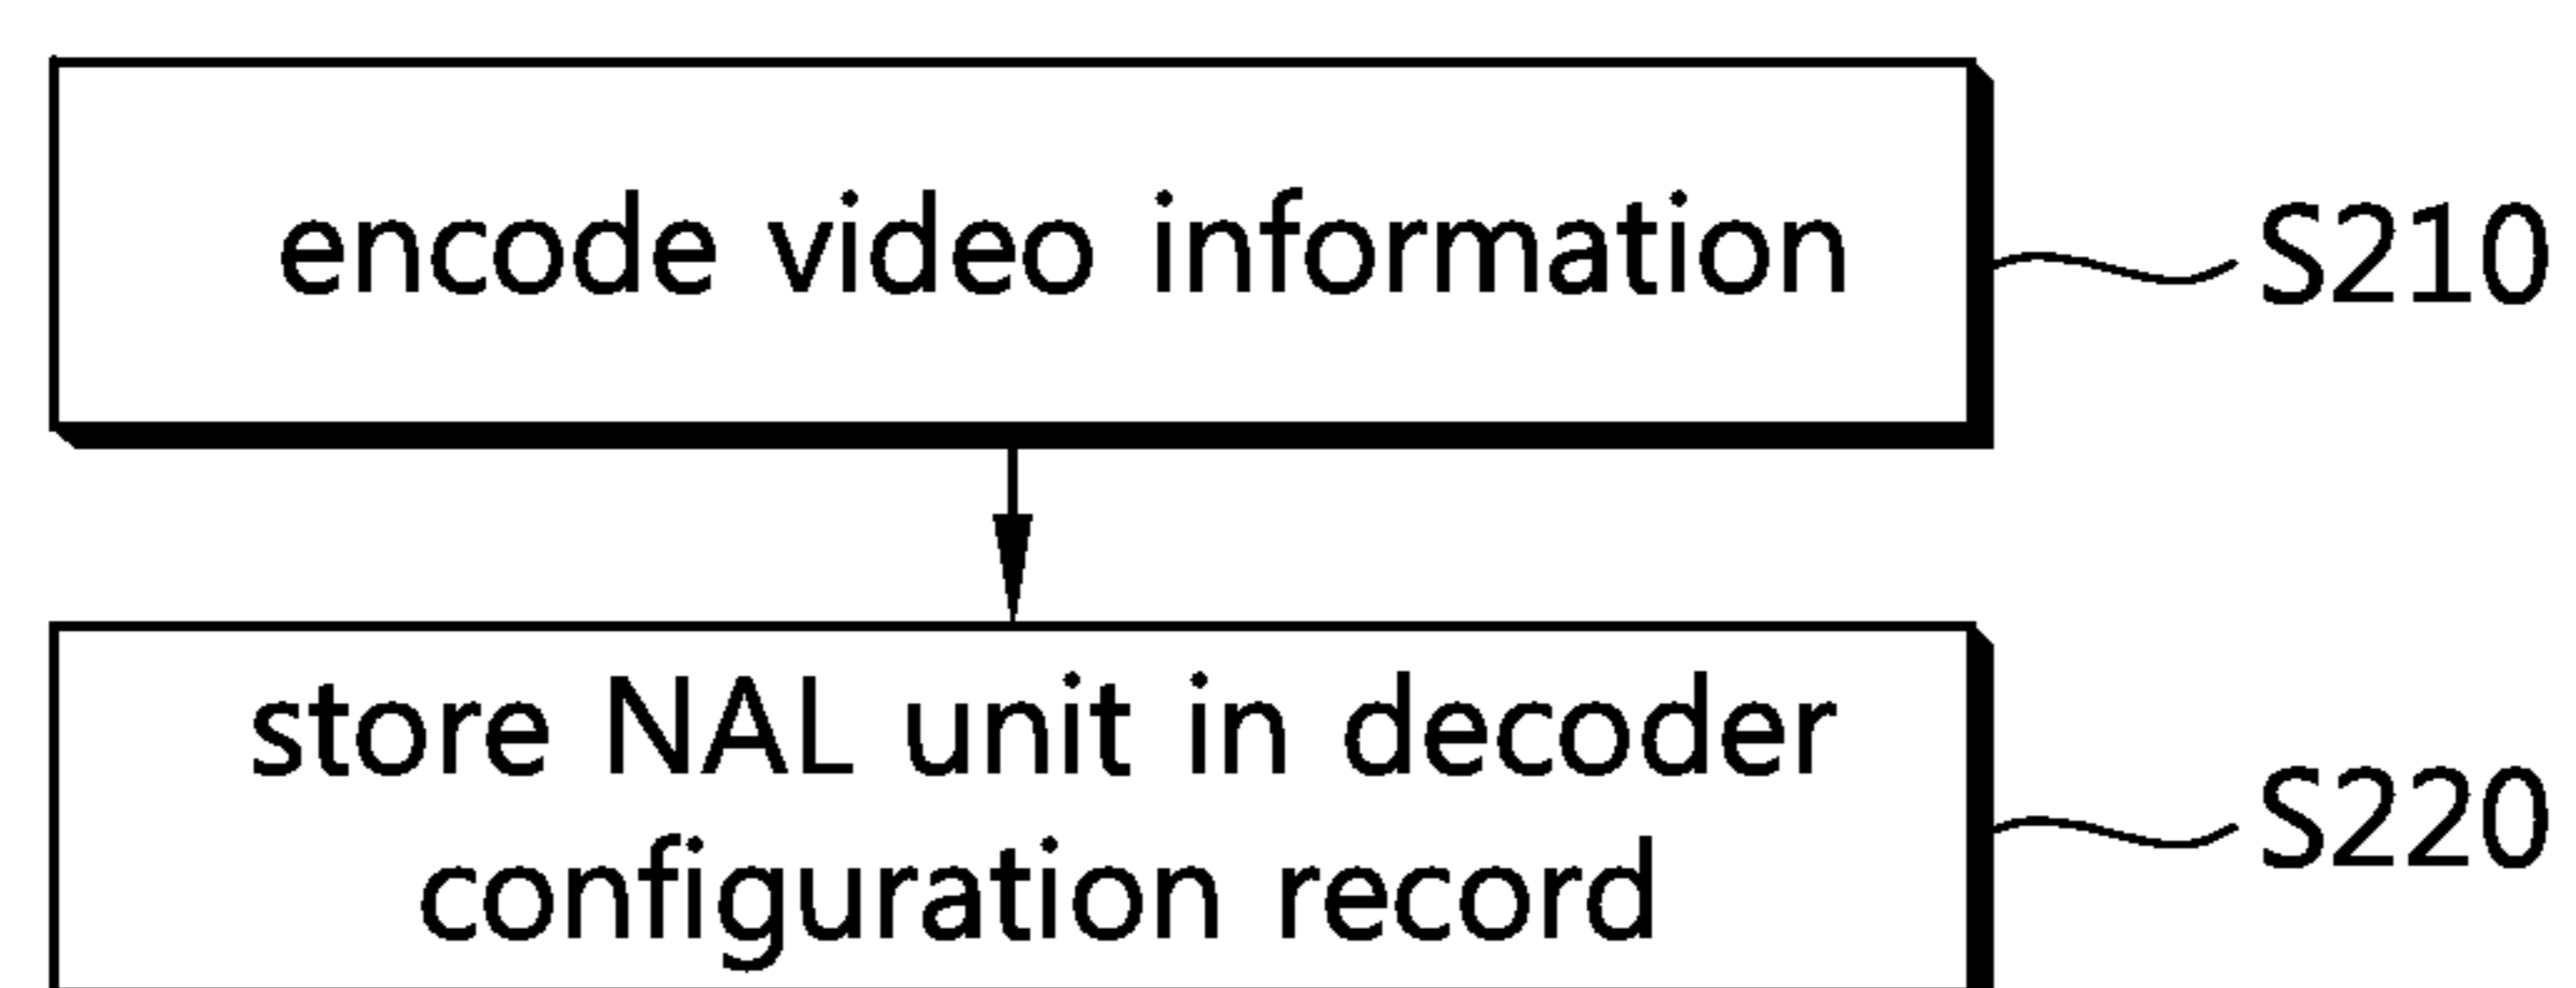 encode video information
S210
store NAL unit in decoder
configuration record
S220